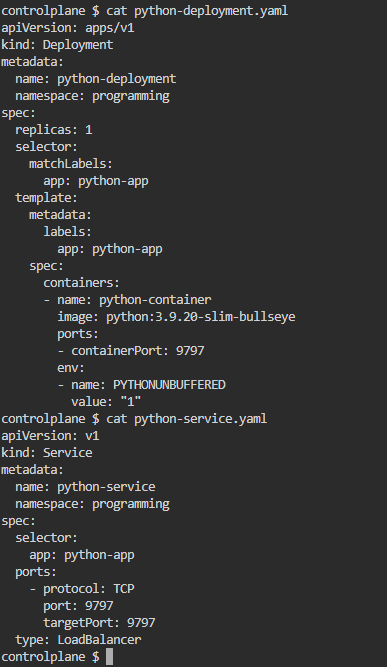 controlplane $ cat python-deployment.yaml
apiVersion: apps/v1
kind: Deployment
metadata:
  name: python-deployment
  namespace: programming
spec:
  replicas: 1
  selector:
    matchLabels:
      app: python-app
  template:
    metadata:
      labels:
        app: python-app
    spec:
      containers:
      - name: python-container
        image: python:3.9.20-slim-bullseye
        ports:
        - containerPort: 9797
        env:
        - name: PYTHONUNBUFFERED
          value: "1"
controlplane $ cat python-service.yaml
apiVersion: v1
kind: Service
metadata:
  name: python-service
  namespace: programming
spec:
  selector:
    app: python-app
  ports:
    - protocol: TCP
      port: 9797
      targetPort: 9797
  type: LoadBalancer
controlplane $